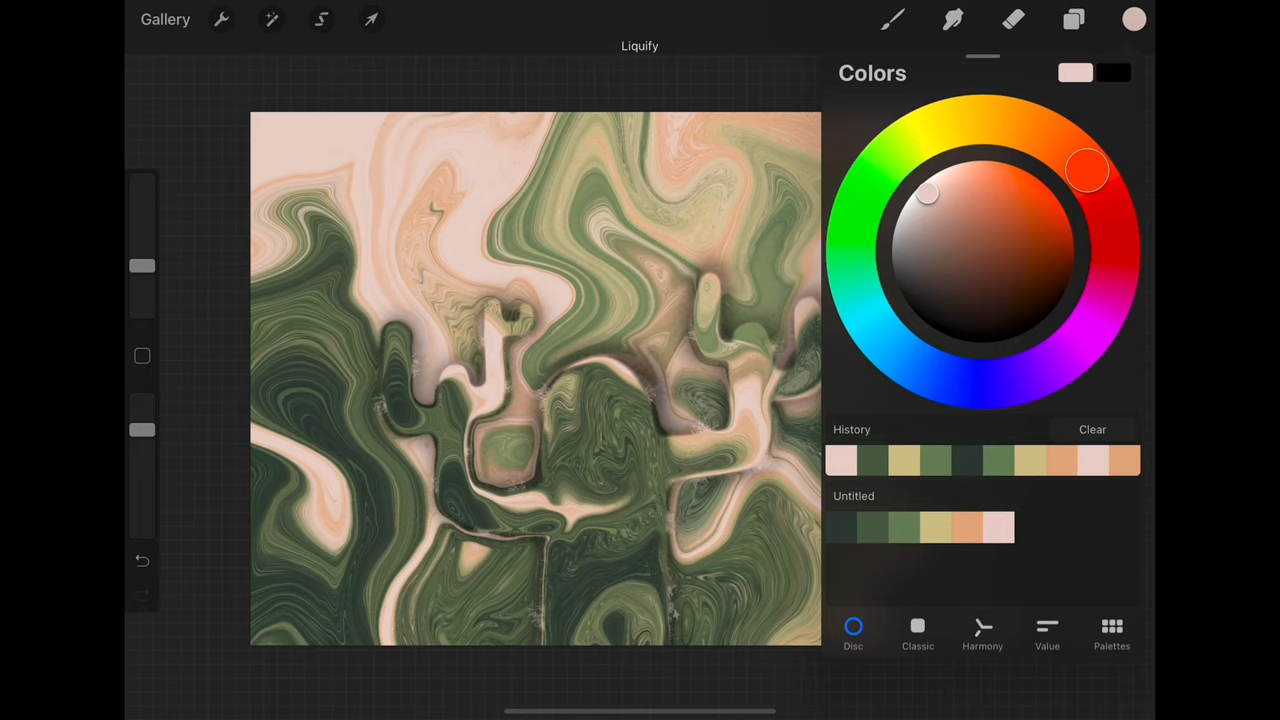 Gallery
Liquify
Colors
History
Clear
Untitled
Disc
Classic
Harmony
Value
Palettes